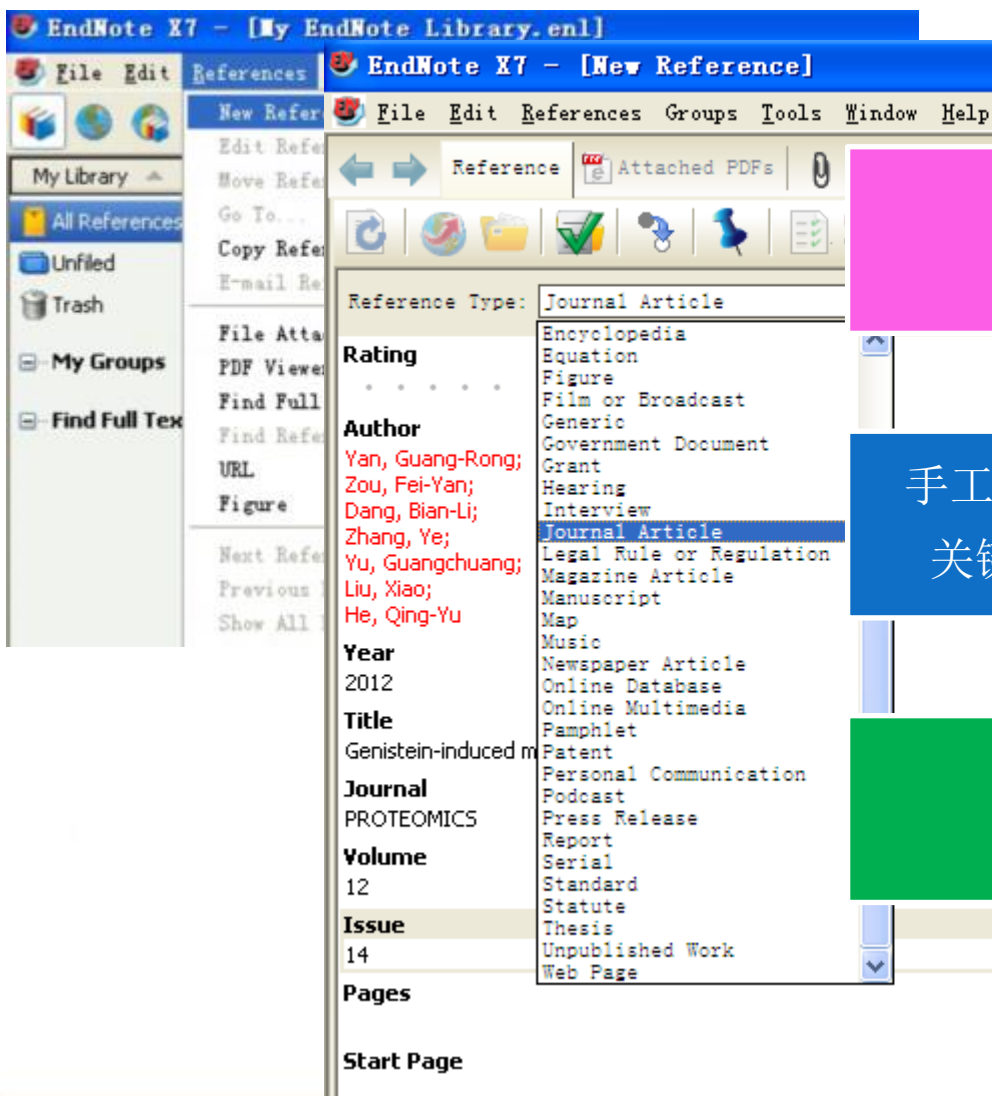 EndNote X7 - [My EndNote Library.enl]
File Edit References
New Refer
Edit Refe
Move Refe
Go To...
Copy Refe
E-mail Re
File Atta
PDF Viewe
Find Full
Find Refe
URL
Figure
Next Refe
Previous
Show All
My Library
All References
Unfiled
Trash
My Groups
Find Full Tex
EndNote X7 - [New Reference]
File Edit References Groups Tools Window Help
Reference Attached PDFs
Reference Type: Journal Article
Encyclopedia
Equation
Figure
Film or Broadcast
Generic
Government Document
Grant
Hearing
Interview
Journal Article
Legal Rule or Regulation
Magazine Article
Manuscript
Map
Music
Newspaper Article
Online Database
Online Multimedia
Pamphlet
Patent
Personal Communication
Podcast
Press Release
Report
Serial
Standard
Statute
Thesis
Unpublished Work
Web Page
Rating
Author
Yan, Guang-Rong;
Zou, Fei-Yan;
Dang, Bian-Li;
Zhang, Ye;
Yu, Guangchuang;
Liu, Xiao;
He, Qing-Yu
Year
2012
Title
Genistein-induced m
Journal
PROTEOMICS
Volume
12
Issue
14
Pages
Start Page
手工
关